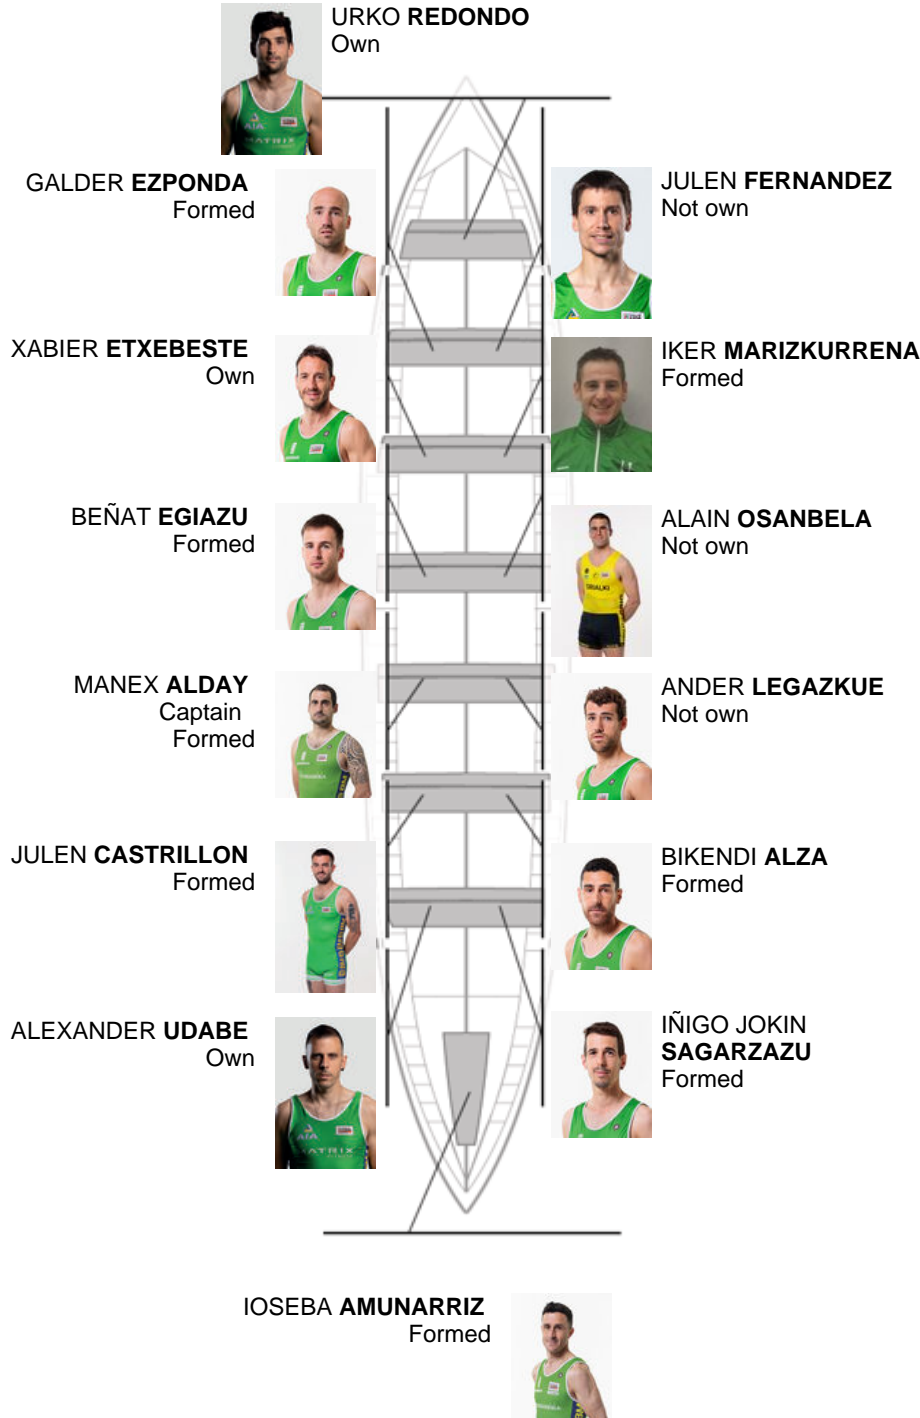 URKO REDONDO
Own
GALDER EZPONDA
Formed
JULEN FERNANDEZ
Not own
XABIER ETXEBESTE
Own
IKER MARIZKURRENA
Formed
BEÑAT EGIAZU
Formed
ALAIN OSANBELA
Not own
MANEX ALDAY
Captain
Formed
ANDER LEGAZKUE
Not own
JULEN CASTRILLON
Formed
BIKENDI ALZA
Formed
ALEXANDER UDABE
Own
IÑIGO JOKIN
SAGARZAZU
Formed
IOSEBA AMUNARRIZ
Formed
MATRIX